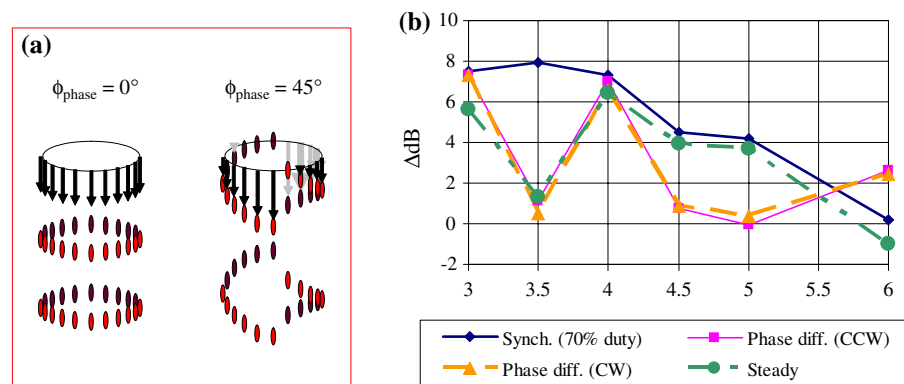 (a)
ϕphase = 0°
ϕphase = 45°
(b)
ΔdB
10
8
6
4
2
0
-2
3
3.5
4
4.5
5
5.5
6
Synch. (70% duty)
Phase diff. (CCW)
Phase diff. (CW)
Steady